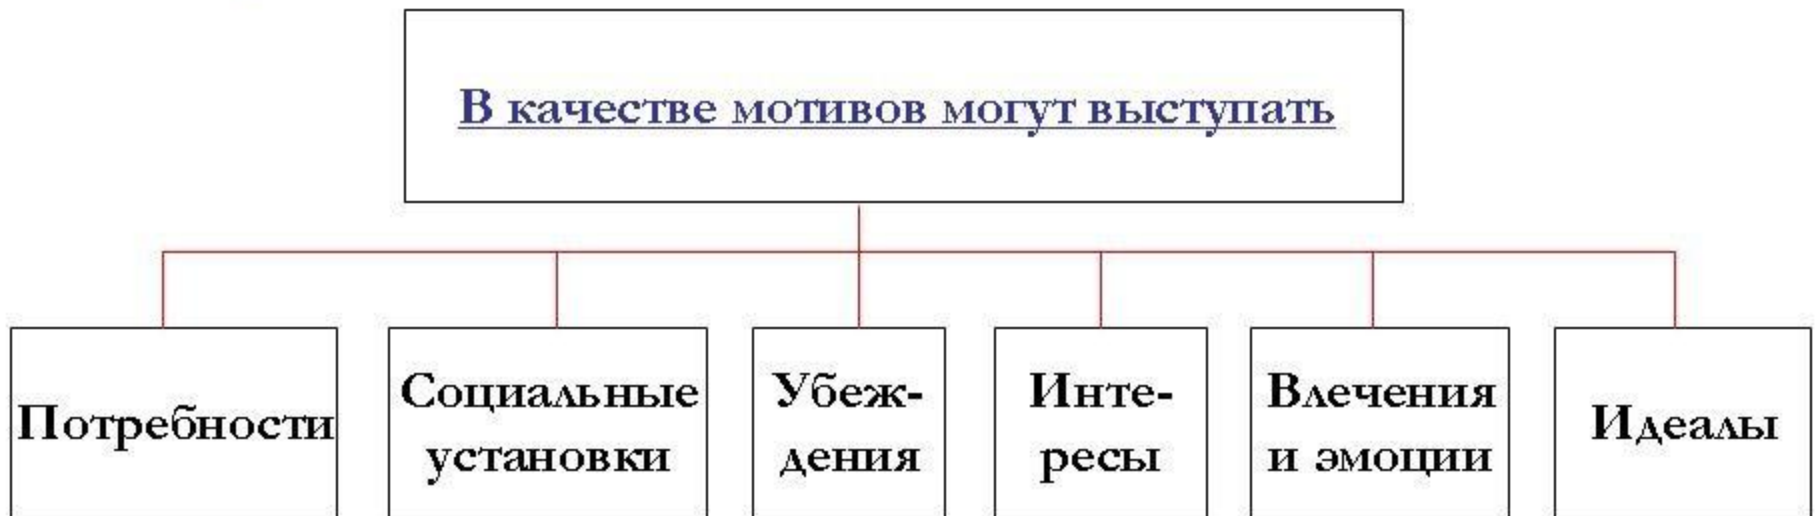 В качестве мотивов могут выступать
Потребности
Социальные
установки
Убеж-
дения
Инте-
ресы
Влечения
и эмоции
Идеалы